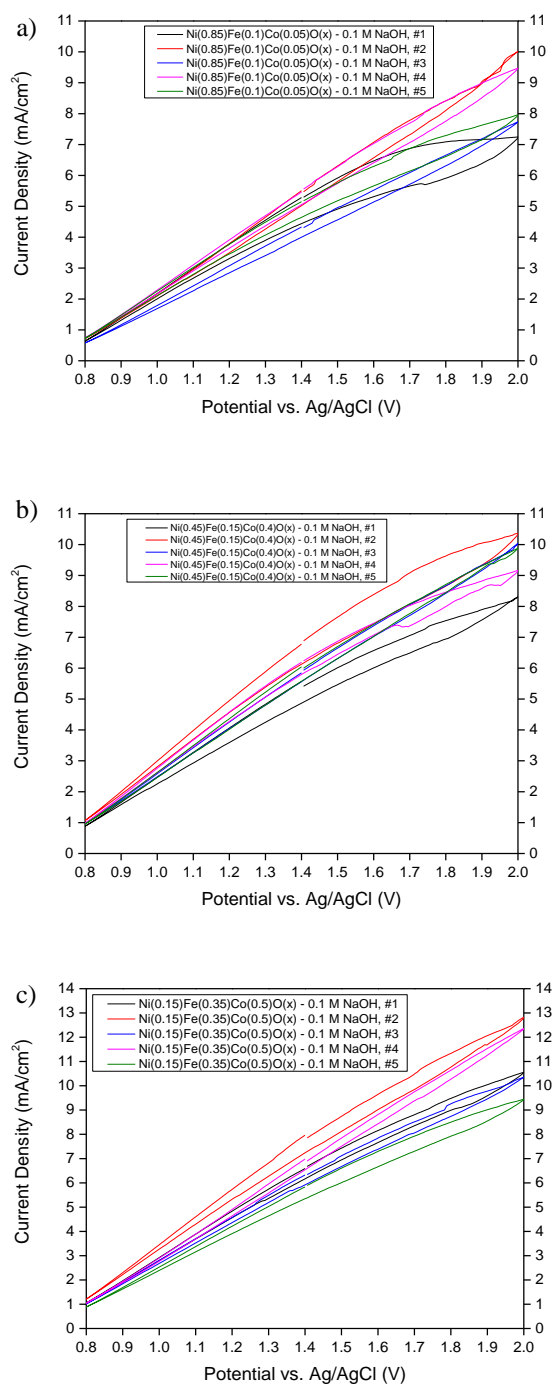 a)
Ni(0.85)Fe(0.1)Co(0.05)O(x) - 0.1 M NaOH, #1
Ni(0.85)Fe(0.1)Co(0.05)O(x) - 0.1 M NaOH, #2
Ni(0.85)Fe(0.1)Co(0.05)O(x) - 0.1 M NaOH, #3
Ni(0.85)Fe(0.1)Co(0.05)O(x) - 0.1 M NaOH, #4
Ni(0.85)Fe(0.1)Co(0.05)O(x) - 0.1 M NaOH, #5
Current Density (mA/cm²)
11 11
10 10
9 9
8 8
7 7
6 6
5 5
4 4
3 3
2 2
1 1
0 0
0.8 0.9 1.0 1.1 1.2 1.3 1.4 1.5 1.6 1.7 1.8 1.9 2.0
Potential vs. Ag/AgCl (V)
b)
Ni(0.45)Fe(0.15)Co(0.4)O(x) - 0.1 M NaOH, #1
Ni(0.45)Fe(0.15)Co(0.4)O(x) - 0.1 M NaOH, #2
Ni(0.45)Fe(0.15)Co(0.4)O(x) - 0.1 M NaOH, #3
Ni(0.45)Fe(0.15)Co(0.4)O(x) - 0.1 M NaOH, #4
Ni(0.45)Fe(0.15)Co(0.4)O(x) - 0.1 M NaOH, #5
Current Density (mA/cm²)
11 11
10 10
9 9
8 8
7 7
6 6
5 5
4 4
3 3
2 2
1 1
0 0
0.8 0.9 1.0 1.1 1.2 1.3 1.4 1.5 1.6 1.7 1.8 1.9 2.0
Potential vs. Ag/AgCl (V)
c)
Ni(0.15)Fe(0.35)Co(0.5)O(x) - 0.1 M NaOH, #1
Ni(0.15)Fe(0.35)Co(0.5)O(x) - 0.1 M NaOH, #2
Ni(0.15)Fe(0.35)Co(0.5)O(x) - 0.1 M NaOH, #3
Ni(0.15)Fe(0.35)Co(0.5)O(x) - 0.1 M NaOH, #4
Ni(0.15)Fe(0.35)Co(0.5)O(x) - 0.1 M NaOH, #5
Current Density (mA/cm²)
14 14
13 13
12 12
11 11
10 10
9 9
8 8
7 7
6 6
5 5
4 4
3 3
2 2
1 1
0 0
0.8 0.9 1.0 1.1 1.2 1.3 1.4 1.5 1.6 1.7 1.8 1.9 2.0
Potential vs. Ag/AgCl (V)